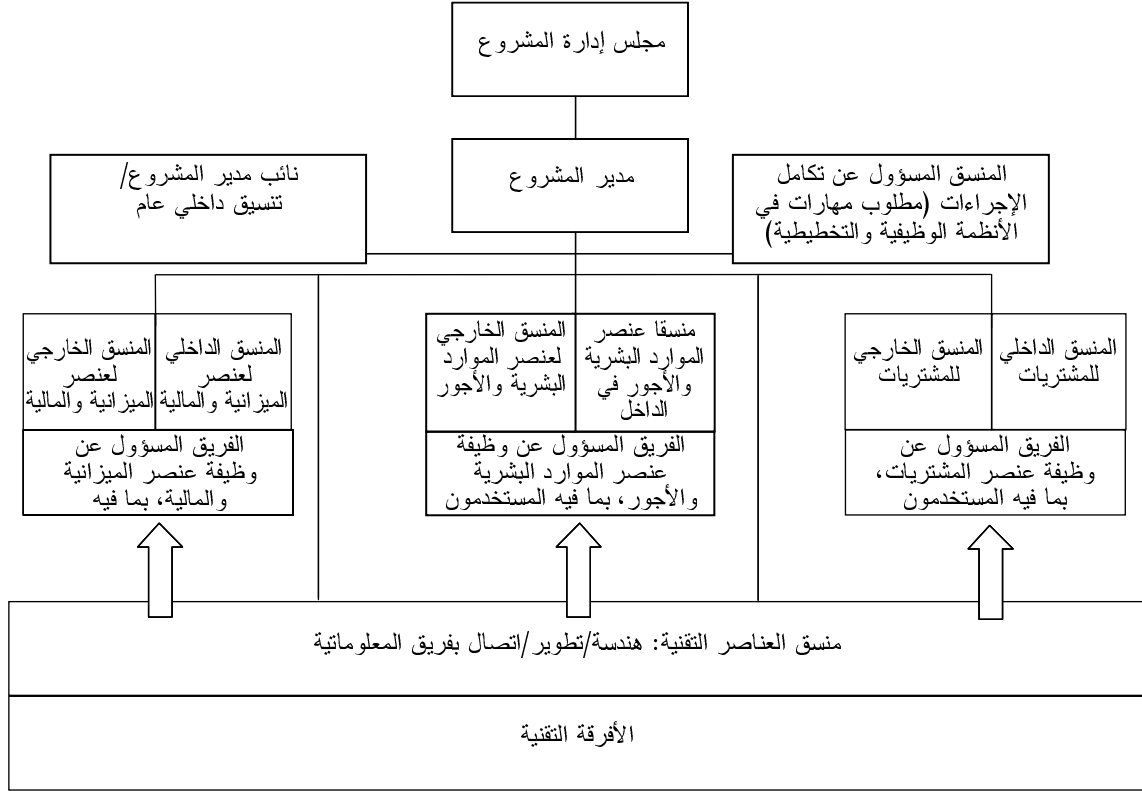 مجلس إدارة المشروع
مدير المشروع
المنسق المسؤول عن تكامل
الإجراءات (مطلوب مهارات في
الأنظمة الوظيفية والتخطيطية)
نائب مدير المشروع/
تنسيق داخلي عام
المنسق الداخلي
للمشتريات
المنسق الخارجي
للمشتريات
الفريق المسؤول عن
وظيفة عنصر المشتريات،
بما فيه المستخدمون
منسقا عنصر
الموارد البشرية
والأجور في
الداخل
المنسق الخارجي
لعنصر الموارد
البشرية والأجور
الفريق المسؤول عن وظيفة
عنصر الموارد البشرية
والأجور، بما فيه المستخدمون
المنسق الداخلي
لعنصر
الميزانية والمالية
المنسق الخارجي
لعنصر
الميزانية والمالية
الفريق المسؤول عن
وظيفة عنصر الميزانية
والمالية، بما فيه
منسق العناصر التقنية: هندسة/تطوير/اتصال بفريق المعلوماتية
الأفرقة التقنية